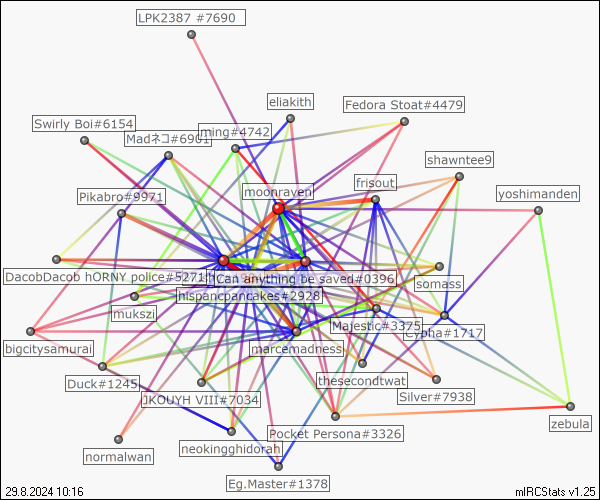 LPK2387 #7690
eliakith
Fedora Stoat#4479
Swirly Boi#6154
ming#4742
Madネコ#6901
shawntee9
moonraven
frisout
Pikabro#9971
yoshimanden
DacobDacob hORNY police#5271
Can anything be saved#0396
somass
hispancpancakes#2928
mukszi
Majestic#3375
Cypha#1717
bigcitysamurai
marcemadness
Duck#1245
thesecondtwat
JKOUYH VIII#7034
Silver#7938
zebula
Pocket Persona#3326
neokingghidorah
normalwan
Eg.Master#1378
29.8.2024 10:16
mIRCStats v1.25